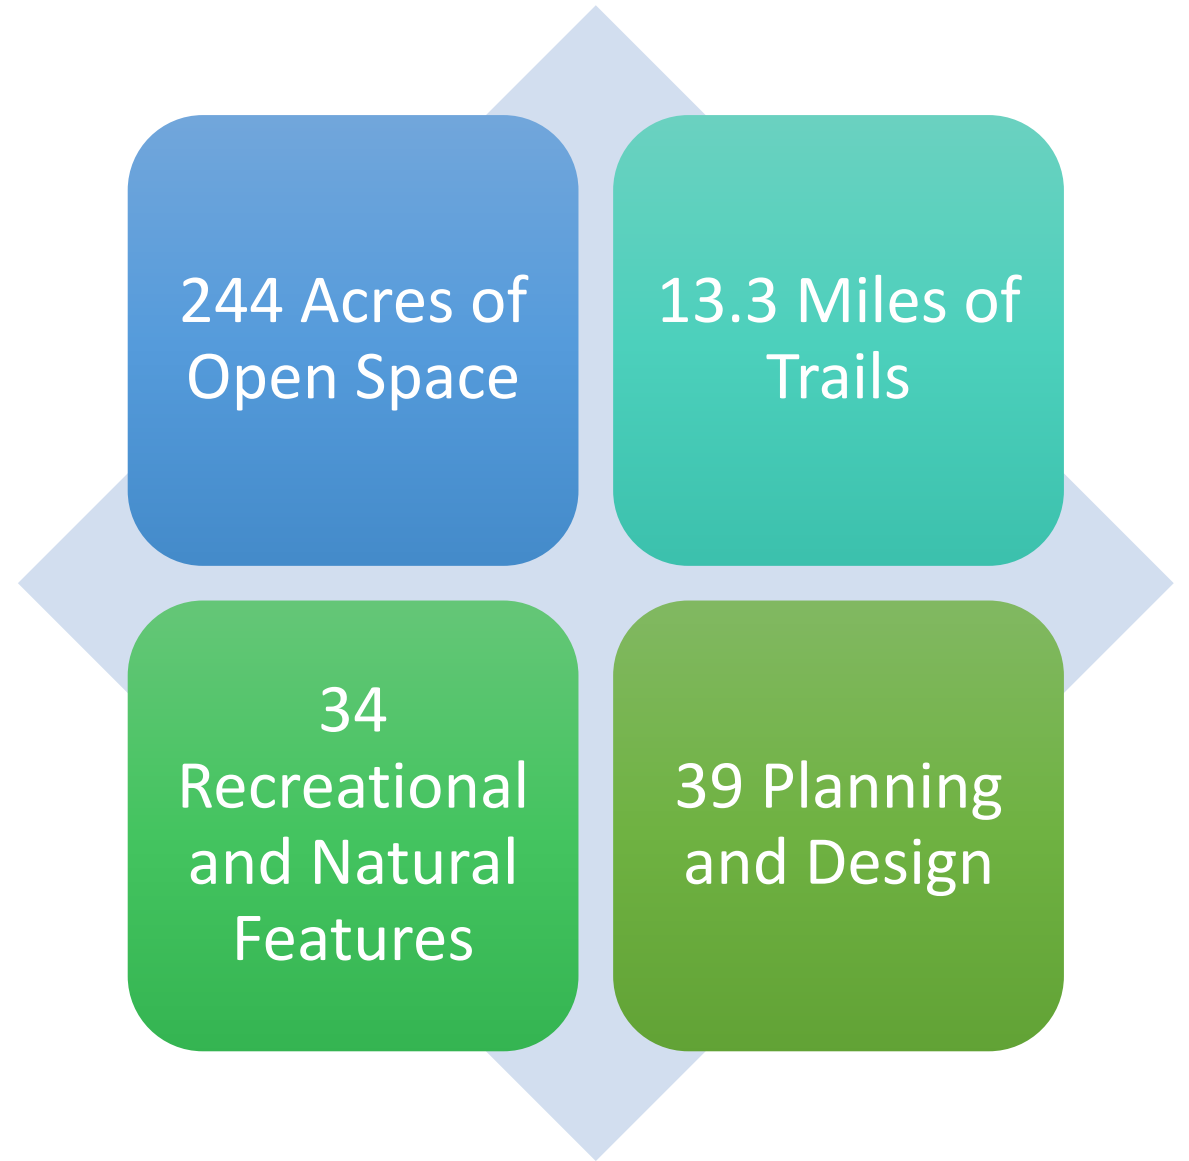 244 Acres of
Open Space
13.3 Miles of
Trails
34
Recreational
and Natural
Features
39 Planning
and Design